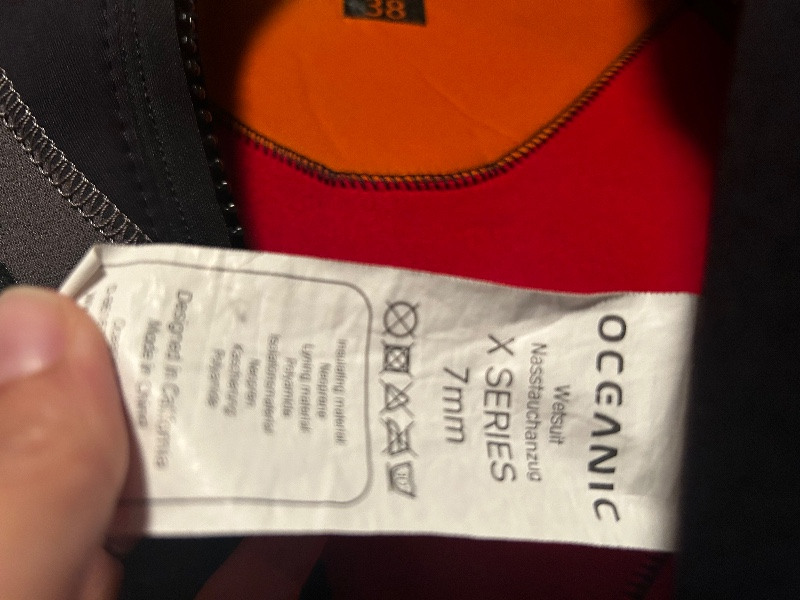 38
OCEANIC
Wetsuit
Nasstauchanzug
X SERIES
7mm
Insulating material:
Neoprene
Lining material:
Polyamide
Isolationsmaterial:
Neopren
Kaschierung:
Polyamide
Designed in California
Made in China